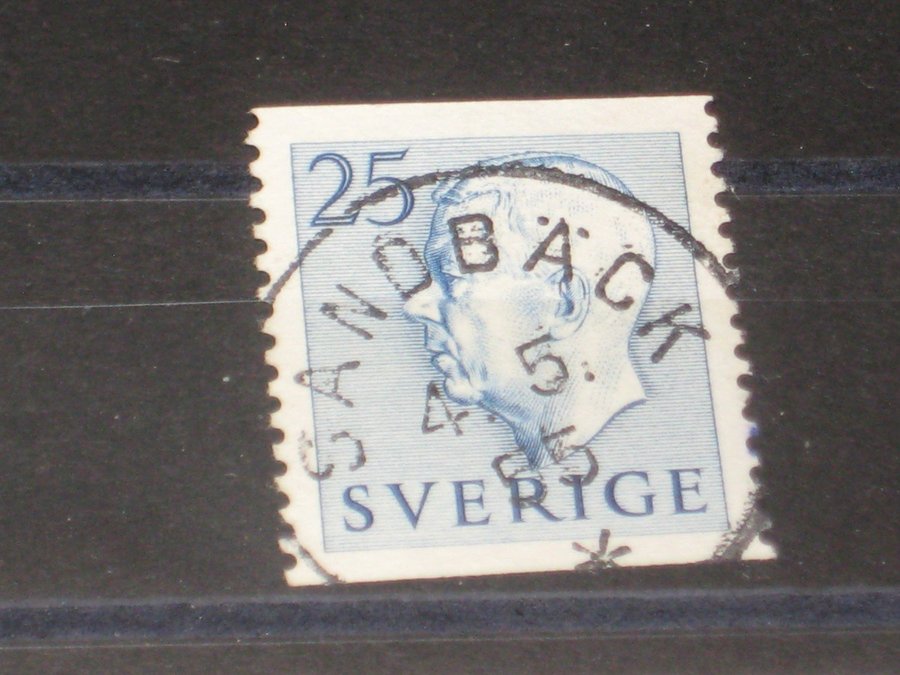 25
SANDBÄCK
4. 5.
SVERIGE